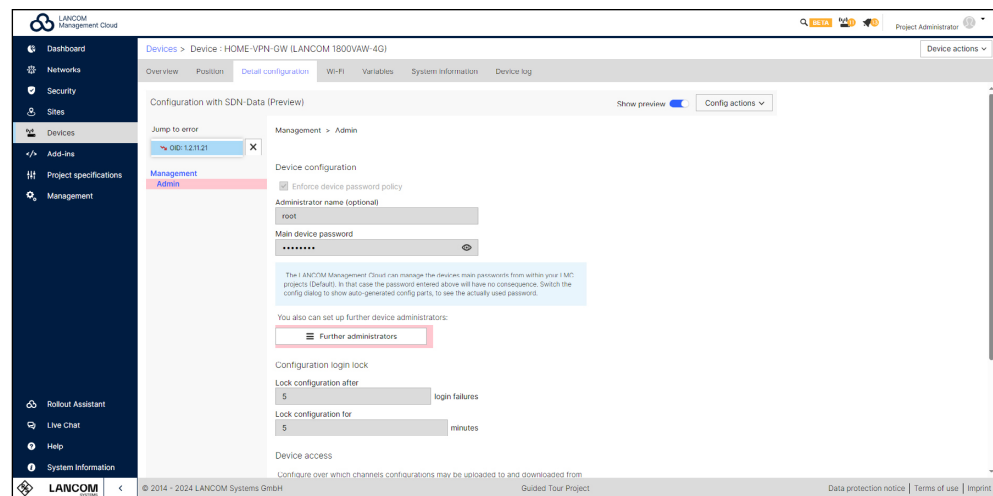 LANCOM
Management Cloud
BETA
Project Administrator
Dashboard
Networks
Security
Sites
Devices
Add-ins
Project specifications
Management
Rollout Assistant
Live Chat
Help
System Information
LANCOM
SYSTEMS
Devices > Device : HOME-VPN-GW (LANCOM 1800VAW-4G)
Device actions
Overview Position Detail configuration Wi-Fi Variables System information Device log
Configuration with SDN-Data (Preview)
Show preview
Config actions
Jump to error
OID: 1.2.11.21
Management
Admin
Management > Admin
Device configuration
Enforce device password policy
Administrator name (optional)
root
Main device password
••••••••
The LANCOM Management Cloud can manage the devices main passwords from within your LMC
projects (Default). In that case the password entered above will have no consequence. Switch the
config dialog to show auto-generated config parts, to see the actually used password.
You also can set up further device administrators:
Further administrators
Configuration login lock
Lock configuration after
5 login failures
Lock configuration for
5 minutes
Device access
Configure over which channels configurations may be uploaded to and downloaded from
© 2014 - 2024 LANCOM Systems GmbH
Guided Tour Project
Data protection notice | Terms of use | Imprint